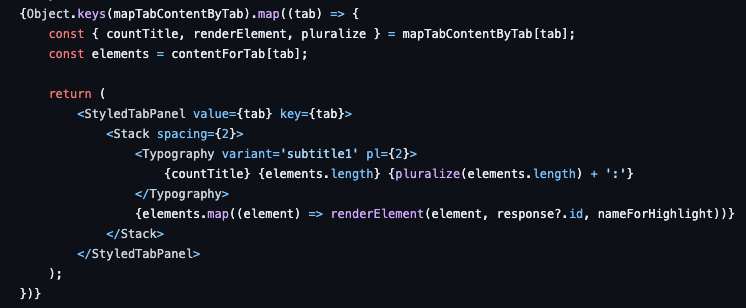 {Object.keys(mapTabContentByTab).map((tab) => {
    const { countTitle, renderElement, pluralize } = mapTabContentByTab[tab];
    const elements = contentForTab[tab];

    return (
        <StyledTabPanel value={tab} key={tab}>
            <Stack spacing={2}>
                <Typography variant='subtitle1' pl={2}>
                    {countTitle} {elements.length} {pluralize(elements.length) + ':'}
                </Typography>
                {elements.map((element) => renderElement(element, response?.id, nameForHighlight))}
            </Stack>
        </StyledTabPanel>
    );
})}